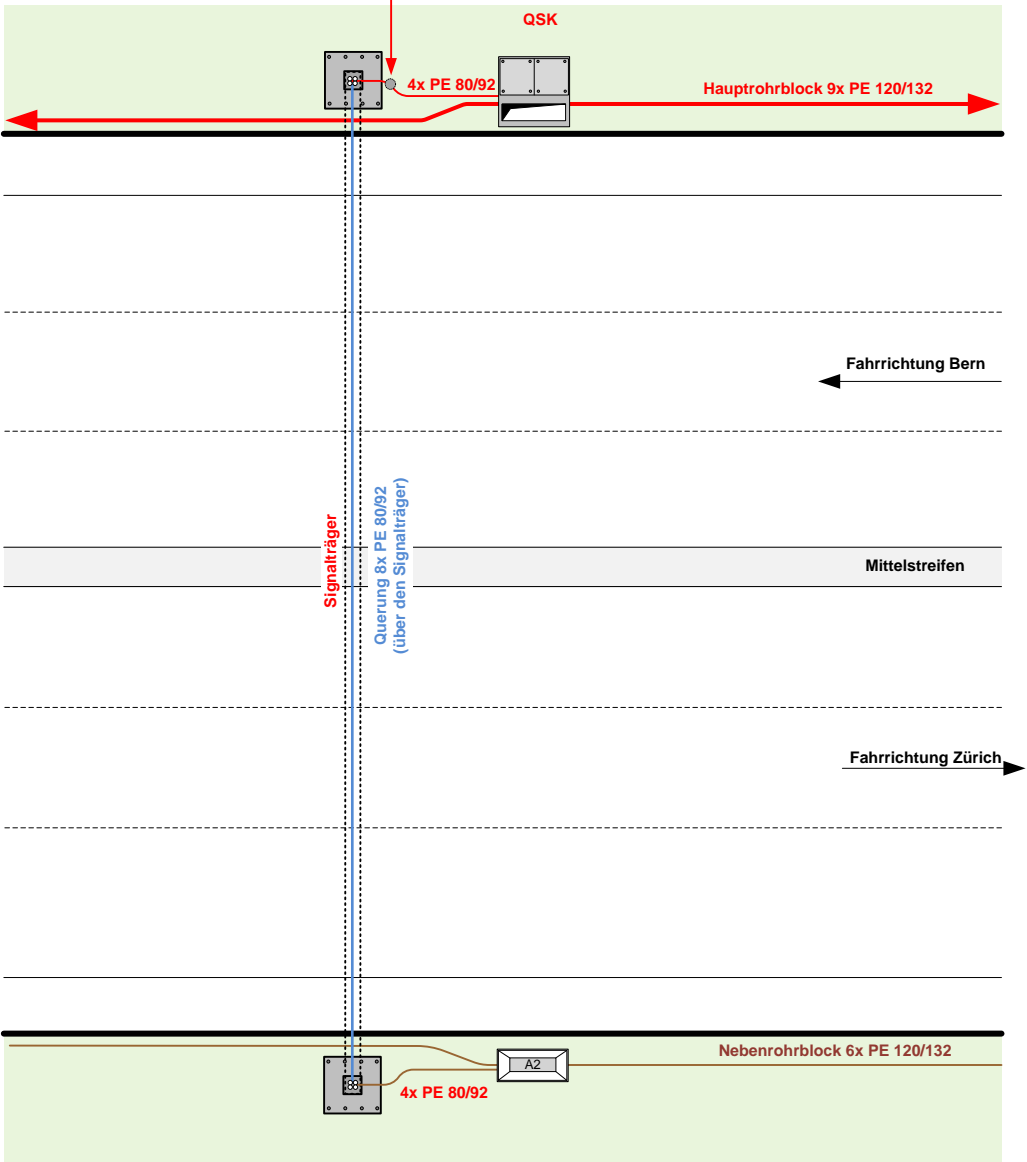 QSK
4x PE 80/92
Hauptrohrblock 9x PE 120/132
Fahrrichtung Bern
Signalträger
Querung 8x PE 80/92
(über den Signalträger)
Mittelstreifen
Fahrrichtung Zürich
Nebenrohrblock 6x PE 120/132
A2
4x PE 80/92